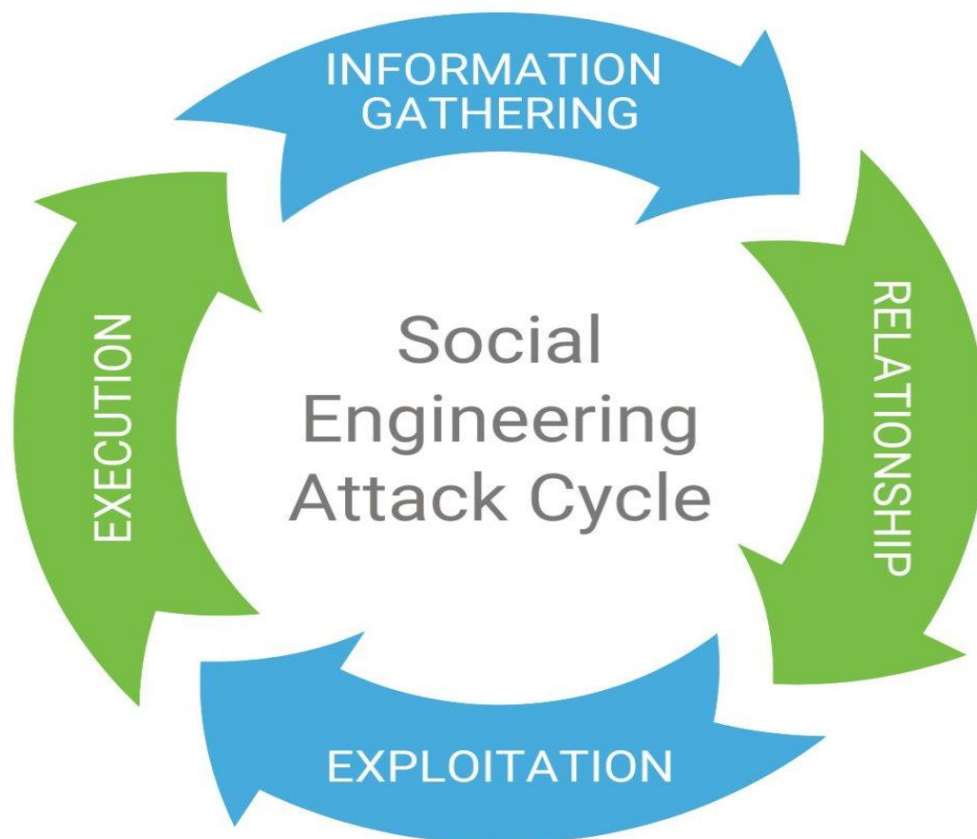 INFORMATION
GATHERING
RELATIONSHIP
Social
Engineering
Attack Cycle
EXECUTION
EXPLOITATION